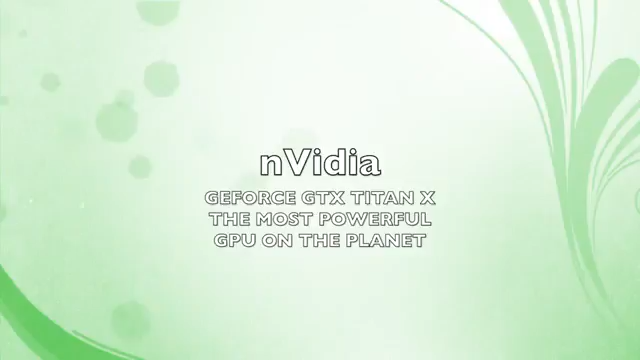 nVidia
GEFORCE GTX TITAN X
THE MOST POWERFUL
GPU ON THE PLANET